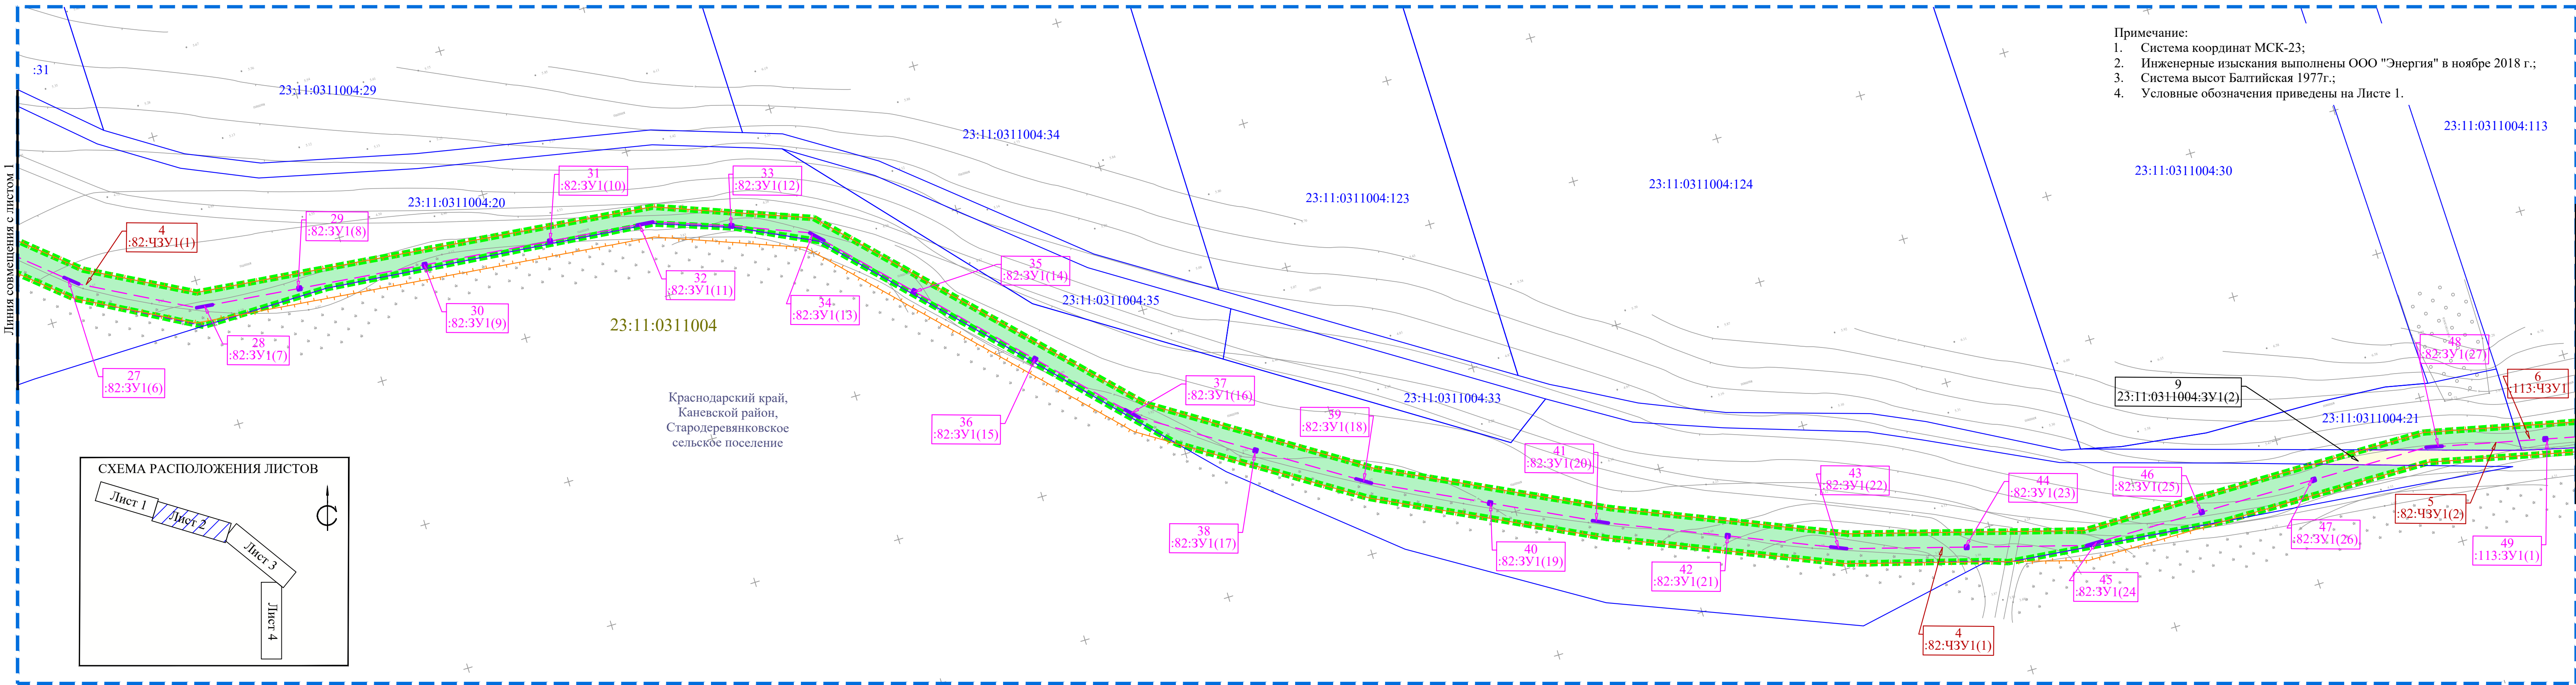 Примечание:
1. Система координат МСК-23;
2. Инженерные изыскания выполнены ООО "Энергия" в ноябре 2018 г.;
3. Система высот Балтийская 1977г.;
4. Условные обозначения приведены на Листе 1.
:31
23:11:0311004:29
23:11:0311004:34
23:11:0311004:123
23:11:0311004:124
23:11:0311004:30
23:11:0311004:113
23:11:0311004:20
Линия совмещения с листом 1
4
:82:ЧЗУ1(1)
29
:82:ЗУ1(8)
31
:82:ЗУ1(10)
33
:82:ЗУ1(12)
27
:82:ЗУ1(6)
28
:82:ЗУ1(7)
30
:82:ЗУ1(9)
32
:82:ЗУ1(11)
34
:82:ЗУ1(13)
35
:82:ЗУ1(14)
23:11:0311004
23:11:0311004:35
Краснодарский край,
Каневской район,
Стародеревянковское
сельское поселение
36
:82:ЗУ1(15)
37
:82:ЗУ1(16)
38
:82:ЗУ1(17)
39
:82:ЗУ1(18)
23:11:0311004:33
40
:82:ЗУ1(19)
41
:82:ЗУ1(20)
42
:82:ЗУ1(21)
43
:82:ЗУ1(22)
44
:82:ЗУ1(23)
4
:82:ЧЗУ1(1)
45
:82:ЗУ1(24
46
:82:ЗУ1(25)
9
23:11:0311004:ЗУ1(2)
23:11:0311004:21
47
:82:ЗУ1(26)
48
:82:ЗУ1(27)
6
:113:ЧЗУ1
5
:82:ЧЗУ1(2)
49
:113:ЗУ1(1)
СХЕМА РАСПОЛОЖЕНИЯ ЛИСТОВ
Лист 1
Лист 2
Лист 3
Лист 4
С